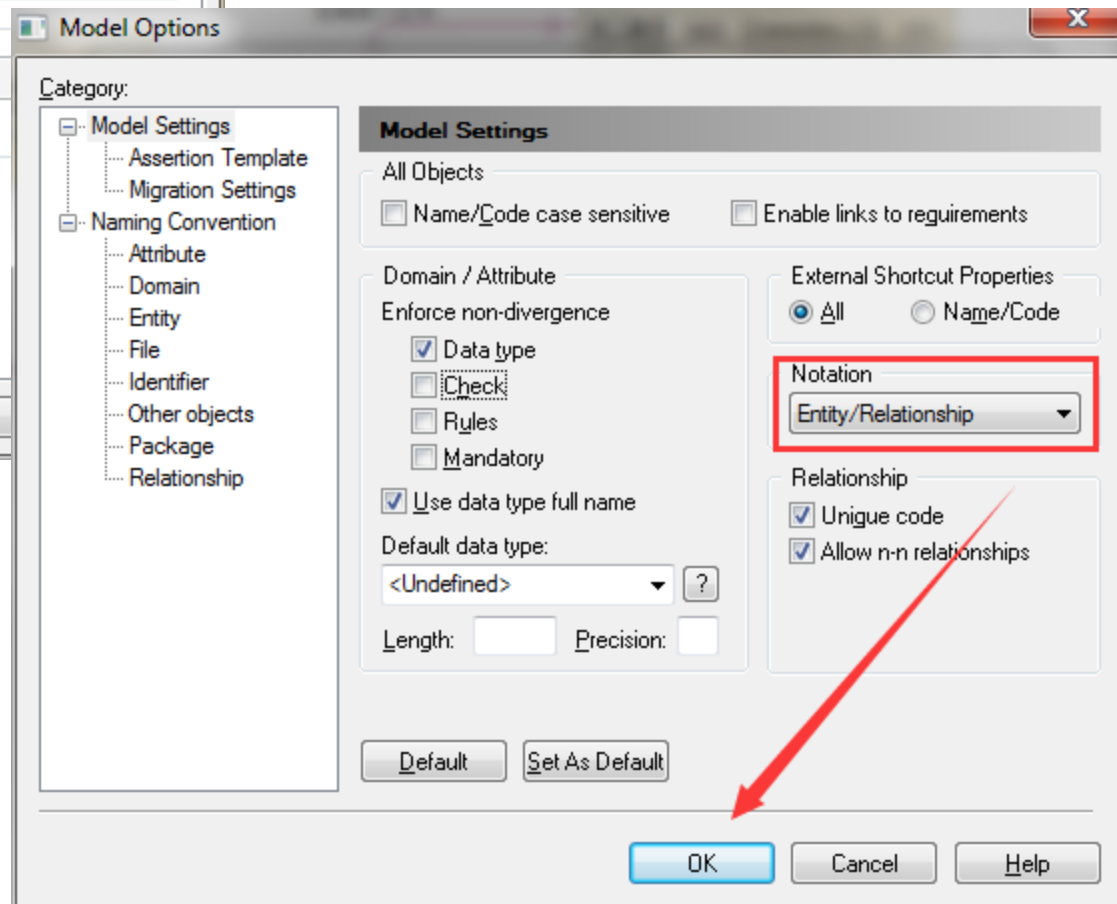 Model Options
X
Category:
Model Settings
Assertion Template
Migration Settings
Naming Convention
Attribute
Domain
Entity
File
Identifier
Other objects
Package
Relationship
Model Settings
All Objects
Name/Code case sensitive
Enable links to requirements
Domain / Attribute
Enforce non-divergence
Data type
Check
Rules
Mandatory
Use data type full name
Default data type:
<Undefined>
?
Length:
Precision:
External Shortcut Properties
All
Name/Code
Notation
Entity/Relationship
Relationship
Unique code
Allow n-n relationships
Default
Set As Default
OK
Cancel
Help